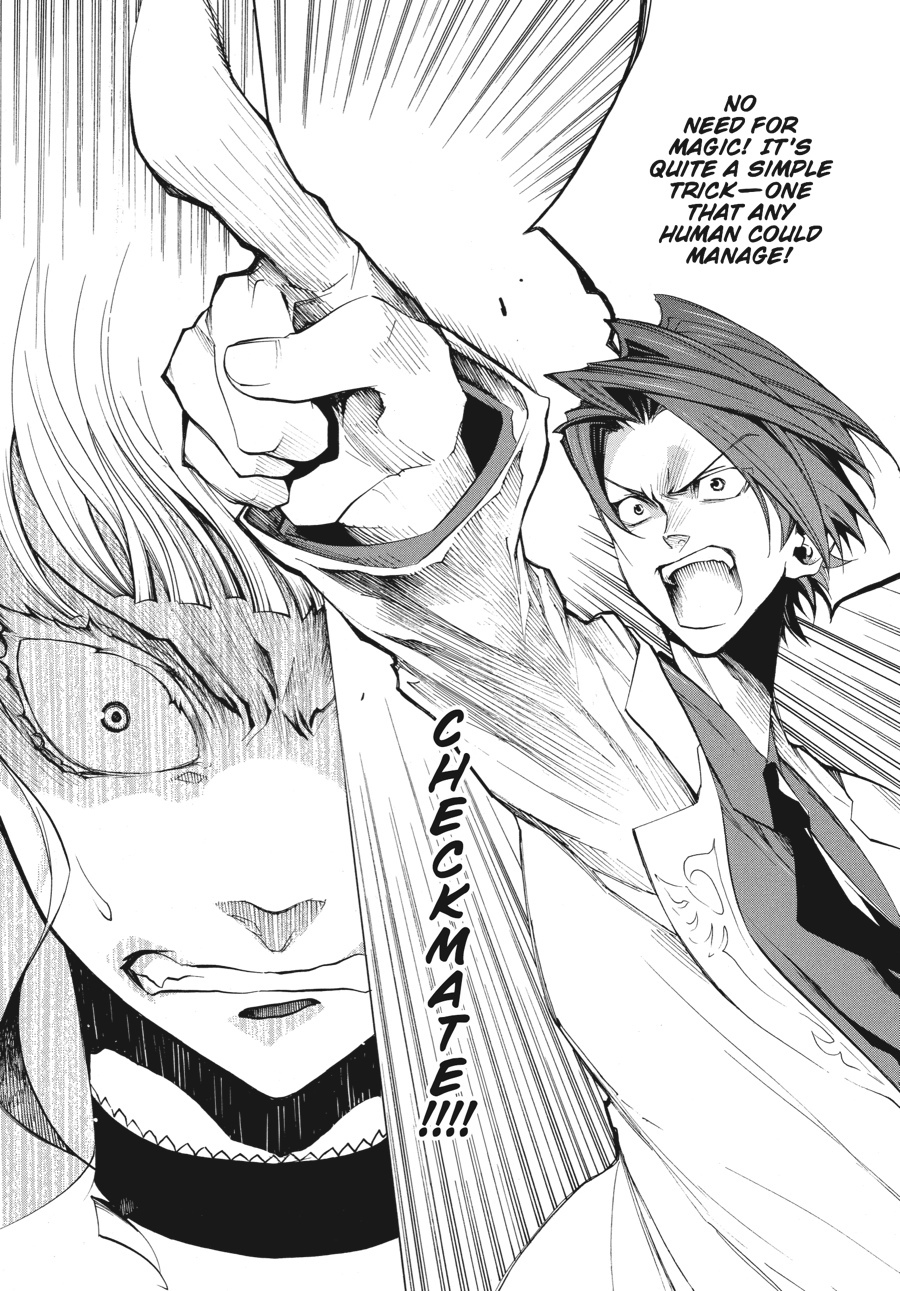 NO
NEED FOR
MAGIC! IT'S
QUITE A SIMPLE
TRICK—ONE
THAT ANY
HUMAN COULD
MANAGE!
CHECKMATE!!!!